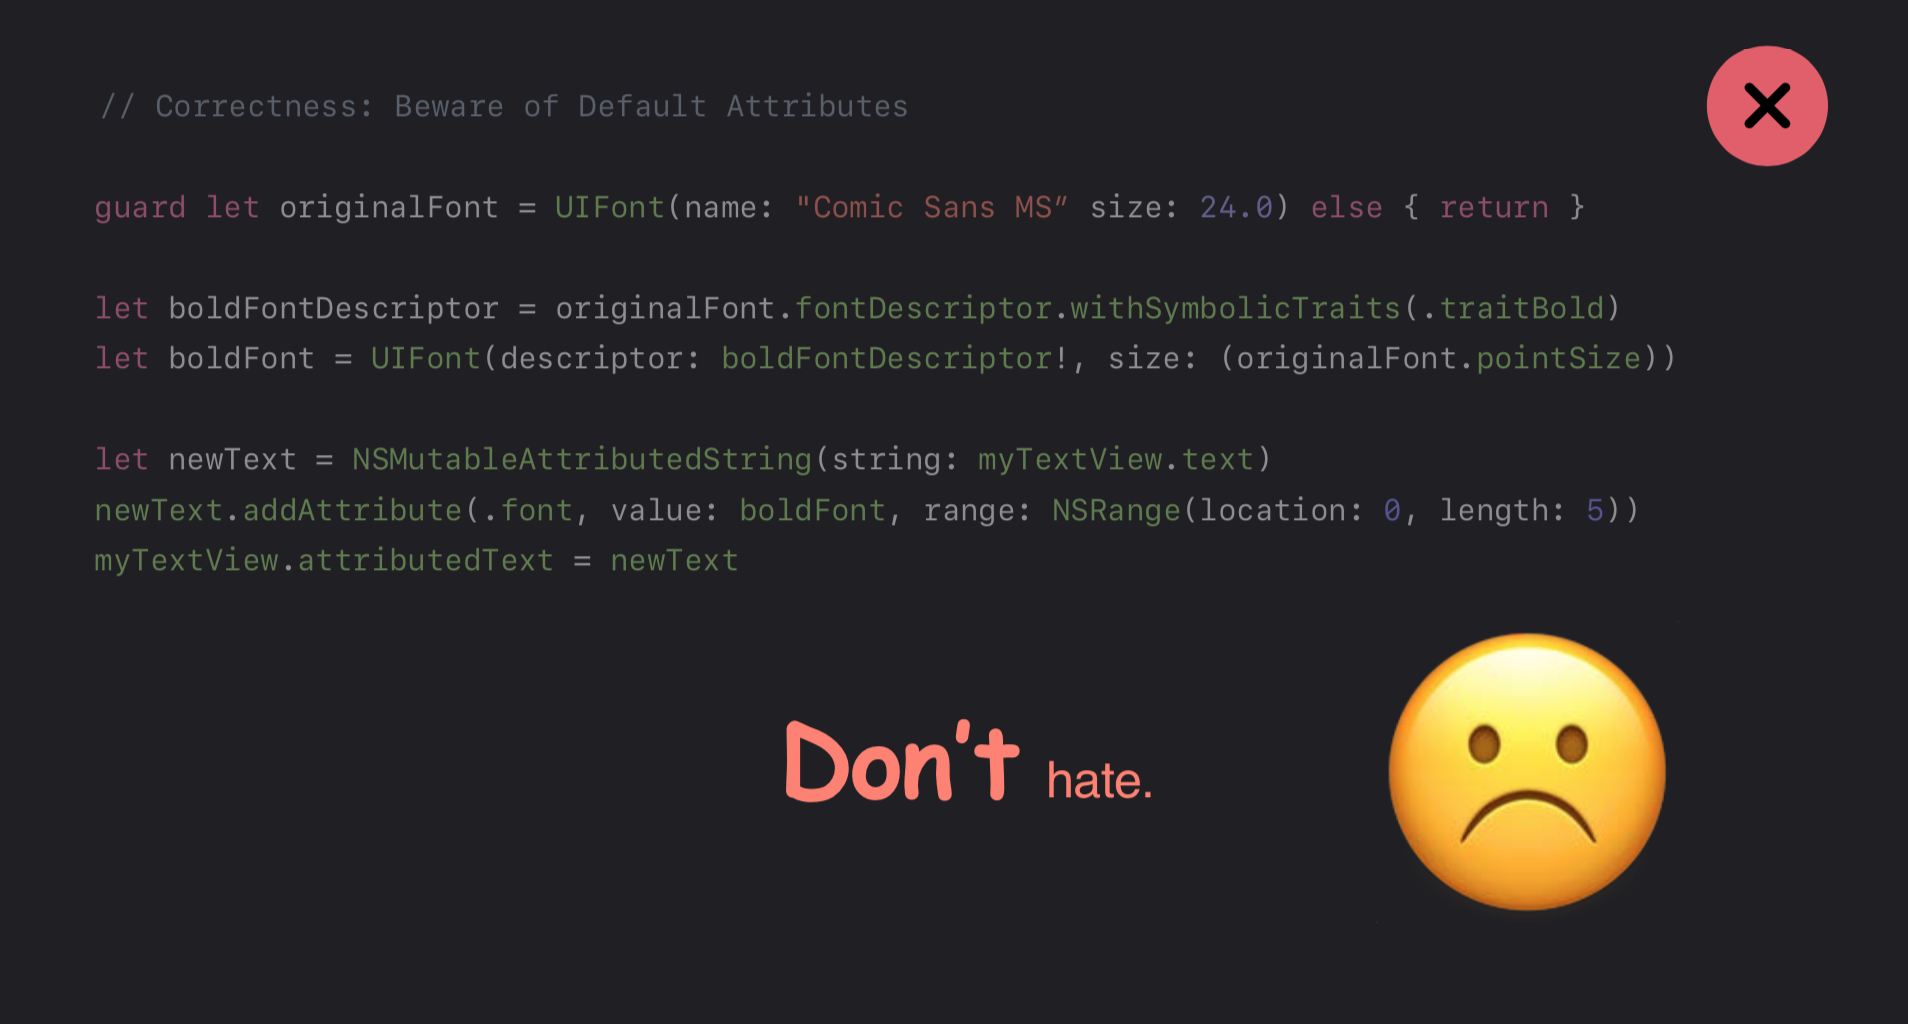 // Correctness: Beware of Default Attributes
guard let originalFont = UIFont(name: "Comic Sans MS” size: 24.0) else { return }
let boldFontDescriptor = originalFont.fontDescriptor.withSymbolicTraits(.traitBold)
let boldFont = UIFont(descriptor: boldFontDescriptor!, size: (originalFont.pointSize))
let newText = NSMutableAttributedString(string: myTextView.text)
newText.addAttribute(.font, value: boldFont, range: NSRange(location: 0, length: 5))
myTextView.attributedText = newText
Don't hate.